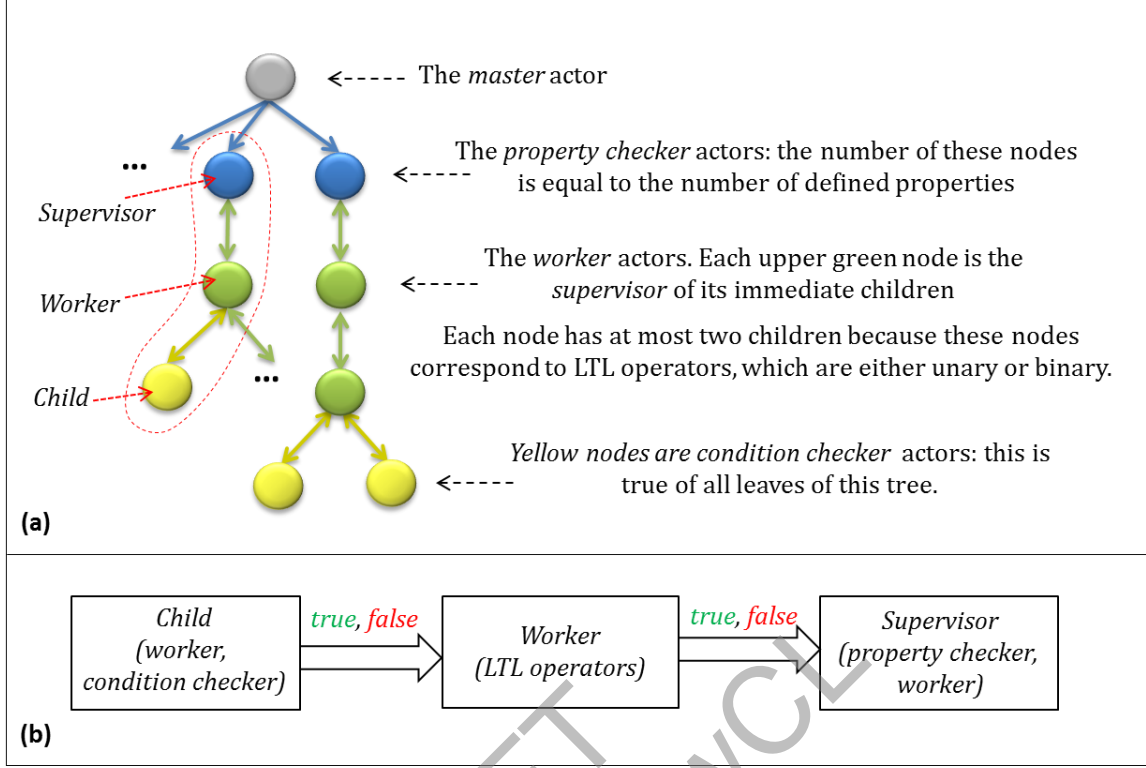 The master actor
...
The property checker actors: the number of these nodes
is equal to the number of defined properties
Supervisor
The worker actors. Each upper green node is the
supervisor of its immediate children
Worker
Each node has at most two children because these nodes
correspond to LTL operators, which are either unary or binary.
...
Child
Yellow nodes are condition checker actors: this is
true of all leaves of this tree.
(a)
Child
(worker,
condition checker)
true, false
Worker
(LTL operators)
true, false
Supervisor
(property checker,
worker)
(b)